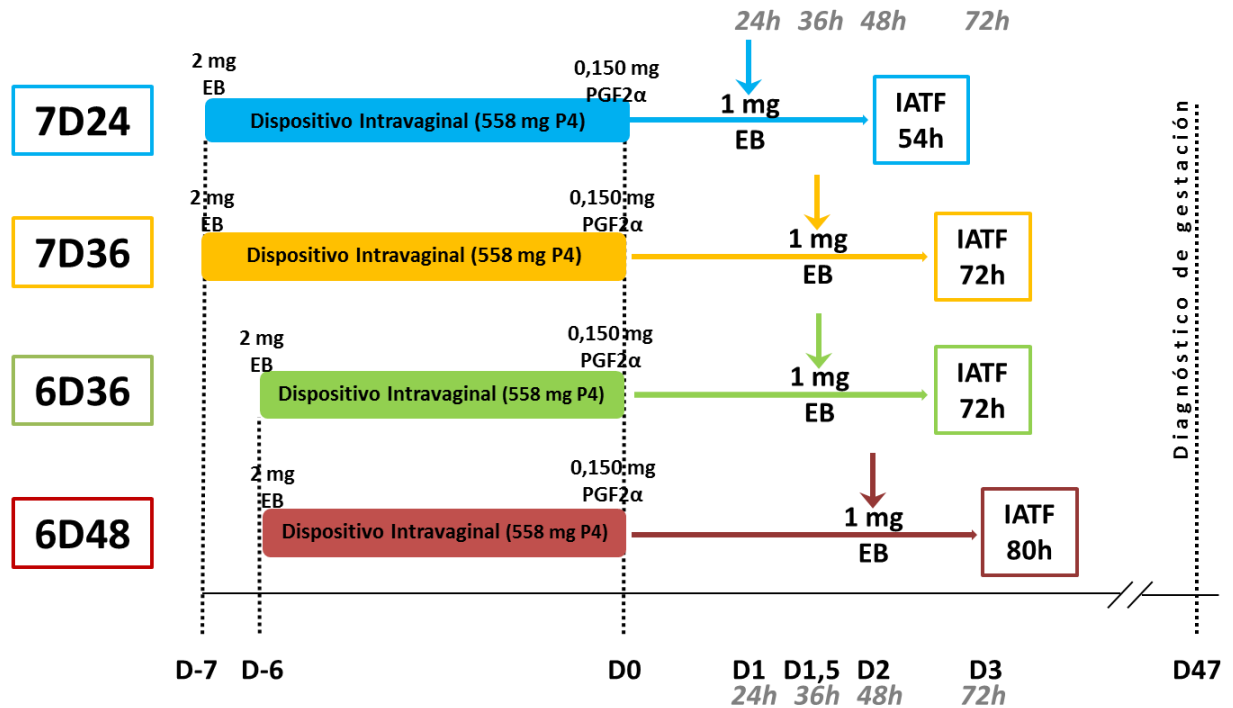 24h 36h 48h 72h
7D24
2 mg
EB
Dispositivo Intravaginal (558 mg P4)
0,150 mg
PGF2α
1 mg
EB
IATF
54h
7D36
2 mg
EB
Dispositivo Intravaginal (558 mg P4)
0,150 mg
PGF2α
1 mg
EB
IATF
72h
6D36
2 mg
EB
Dispositivo Intravaginal (558 mg P4)
0,150 mg
PGF2α
1 mg
EB
IATF
72h
6D48
2 mg
EB
Dispositivo Intravaginal (558 mg P4)
0,150 mg
PGF2α
1 mg
EB
IATF
80h
Diagnóstico de gestación
D-7 D-6 D0 D1 D1,5 D2 D3 D47
24h 36h 48h 72h